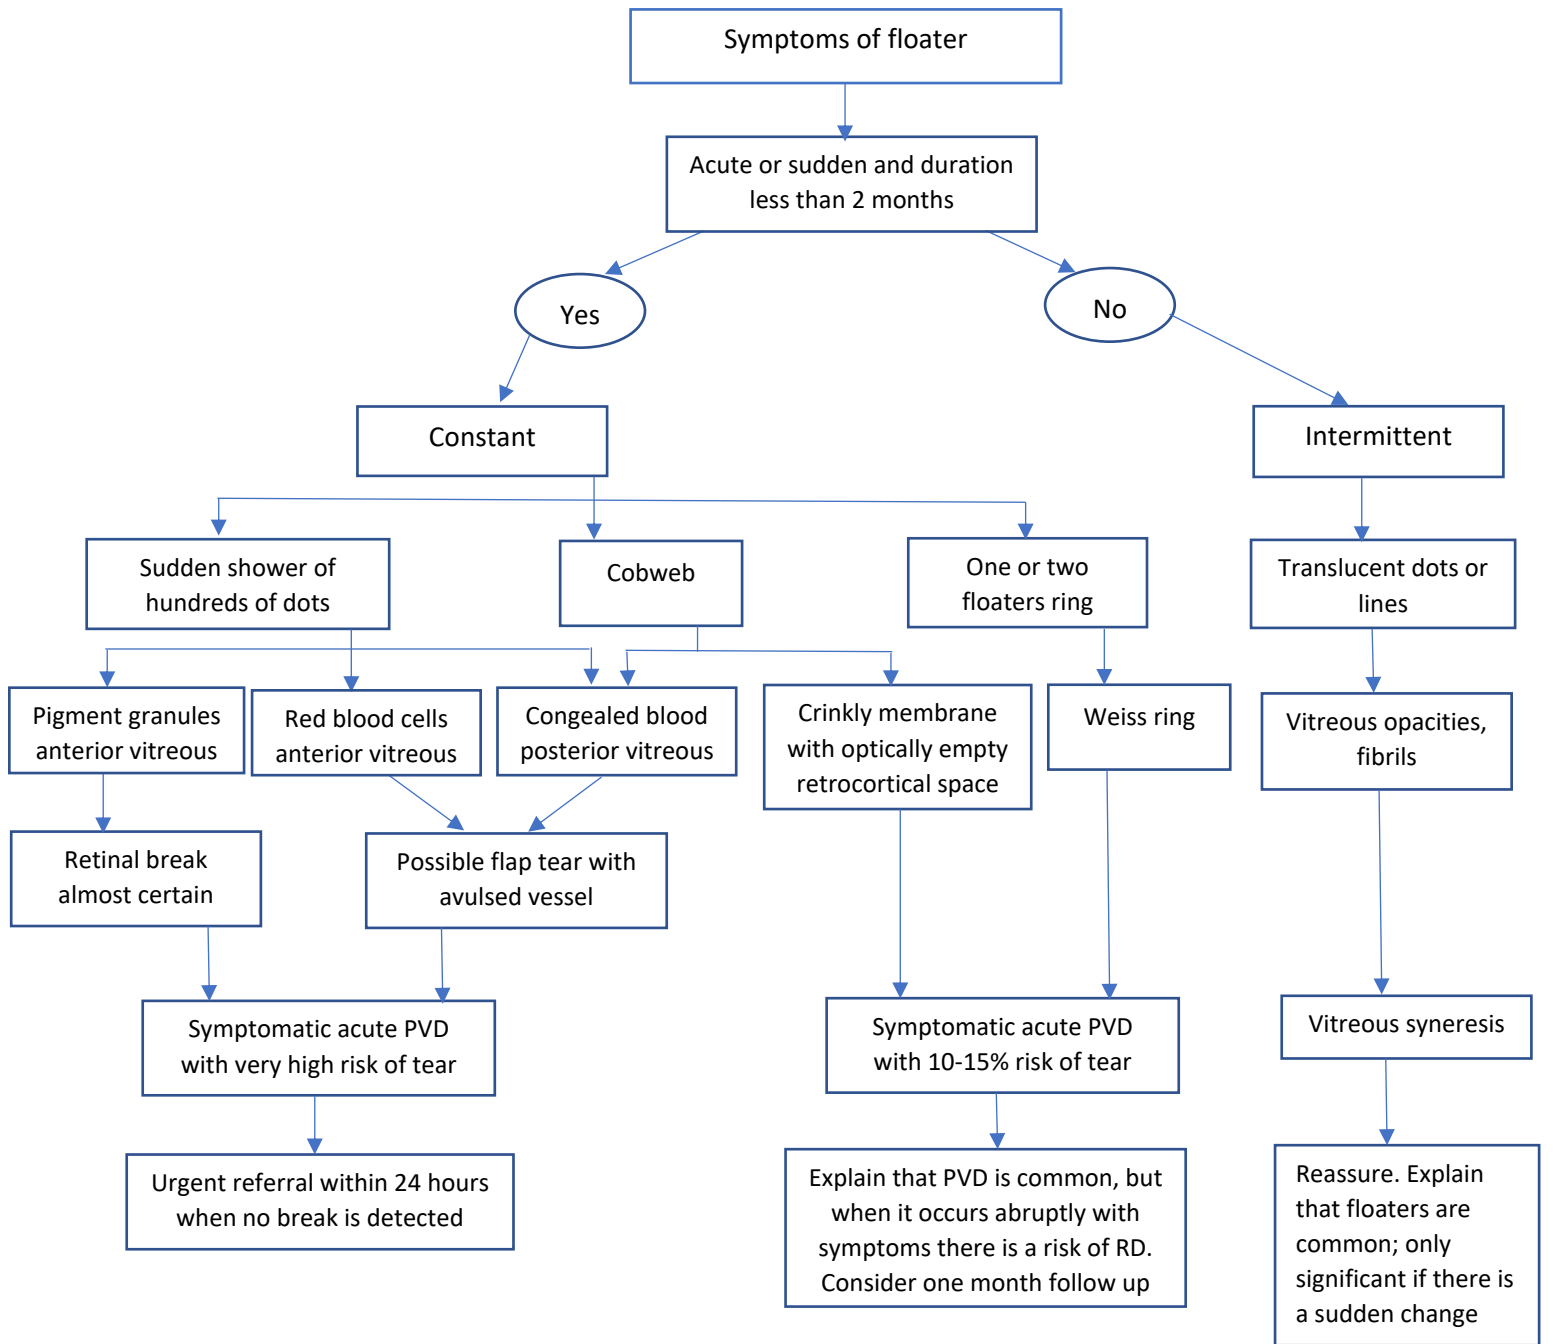 Symptoms of floater
Acute or sudden and duration
less than 2 months
Yes
No
Constant
Intermittent
Sudden shower of
hundreds of dots
Cobweb
One or two
floaters ring
Translucent dots or
lines
Pigment granules
anterior vitreous
Red blood cells
anterior vitreous
Congealed blood
posterior vitreous
Crinkly membrane
with optically empty
retrocortical space
Weiss ring
Vitreous opacities,
fibrils
Retinal break
almost certain
Possible flap tear with
avulsed vessel
Symptomatic acute PVD
with very high risk of tear
Symptomatic acute PVD
with 10-15% risk of tear
Vitreous syneresis
Urgent referral within 24 hours
when no break is detected
Explain that PVD is common, but
when it occurs abruptly with
symptoms there is a risk of RD.
Consider one month follow up
Reassure. Explain
that floaters are
common; only
significant if there is
a sudden change